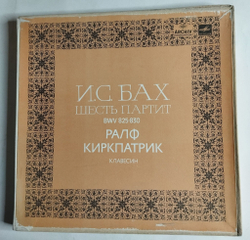 И.С. БАХ
ШЕСТЬ ПАРТИТ
BWV 825-830
РАЛФ
КИРКПАТРИК
КЛАВЕСИН